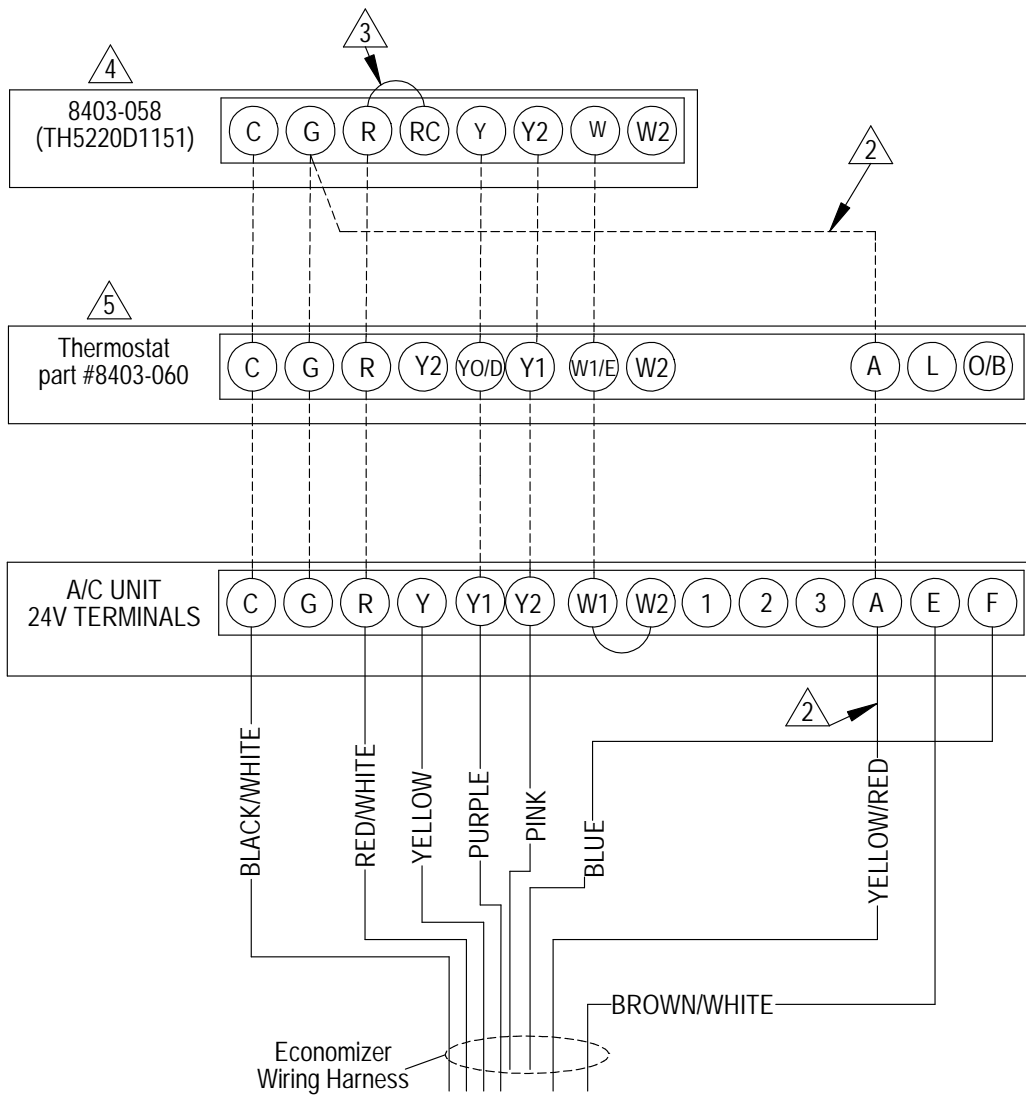 3
4
8403-058
(TH5220D1151)
C G R RC Y Y2 W W2
2
5
Thermostat
part #8403-060
C G R Y2 YO/D Y1 W1/E W2 A L O/B
A/C UNIT
24V TERMINALS
C G R Y Y1 Y2 W1 W2 1 2 3 A E F
2
BLACK/WHITE
RED/WHITE
YELLOW
PURPLE
PINK
BLUE
YELLOW/RED
BROWN/WHITE
Economizer
Wiring Harness